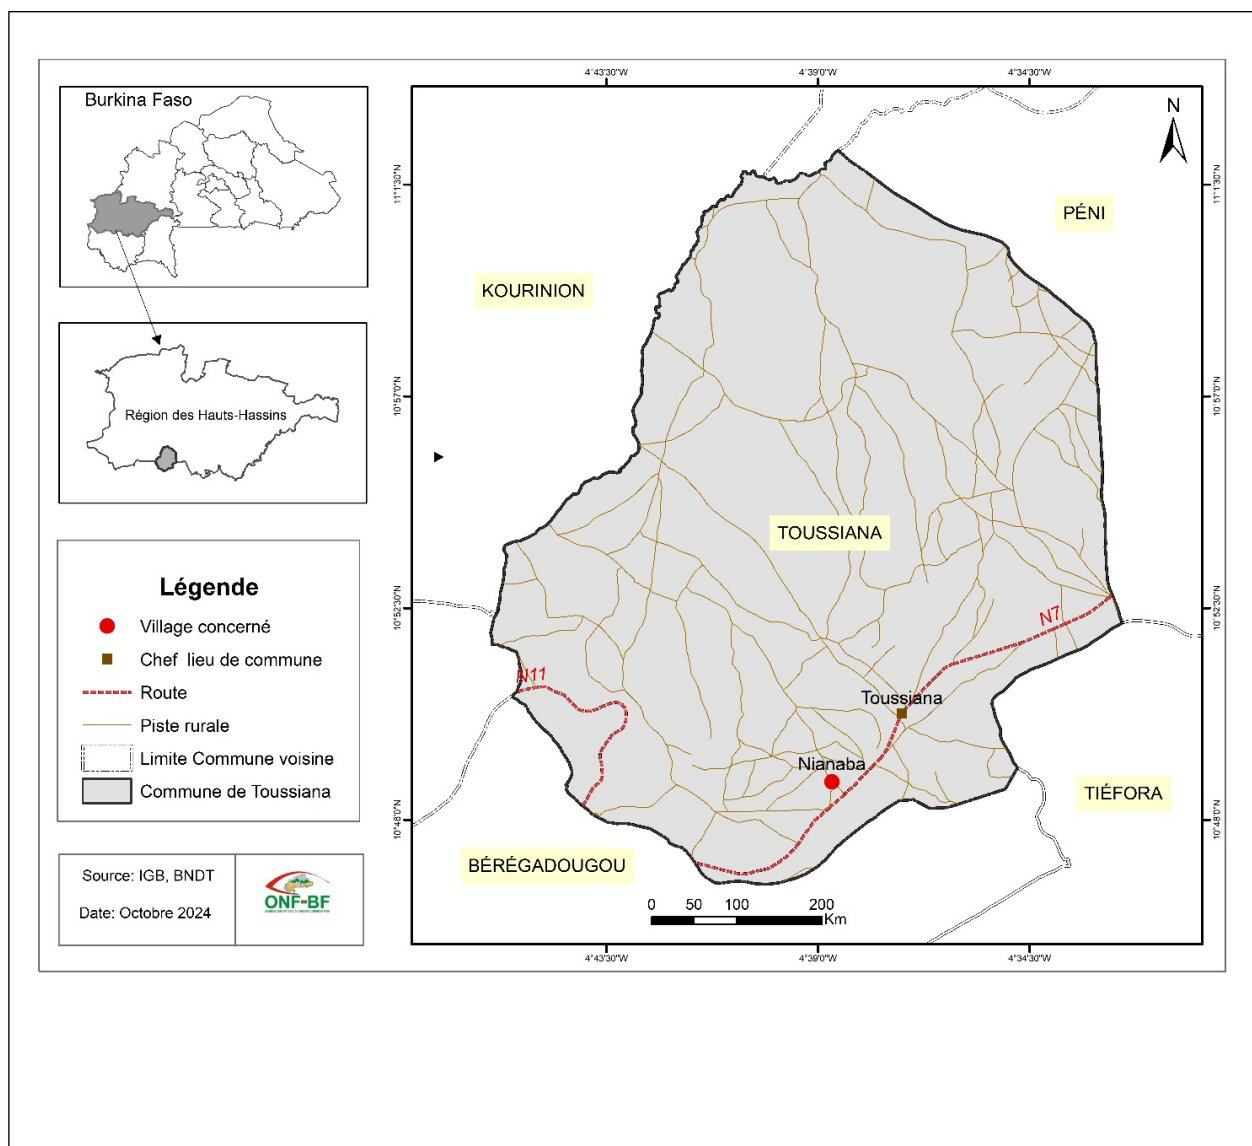 Burkina Faso
Région des Hauts-Hassins
Légende
Village concerné
Chef lieu de commune
Route
Piste rurale
Limite Commune voisine
Commune de Toussiana
Source: IGB, BNDT
Date: Octobre 2024
ONF-BF
4°43'30"W
4°39'0"W
4°34'30"W
11°1'30"N
10°57'0"N
10°52'30"N
10°48'0"N
N
PÉNI
KOURINION
TOUSSIANA
N7
N11
Toussiana
Nianaba
TIÉFORA
BÉRÉGADOUGOU
0 50 100 200
Km
11°1'30"N
10°57'0"N
10°52'30"N
10°48'0"N
4°43'30"W
4°39'0"W
4°34'30"W